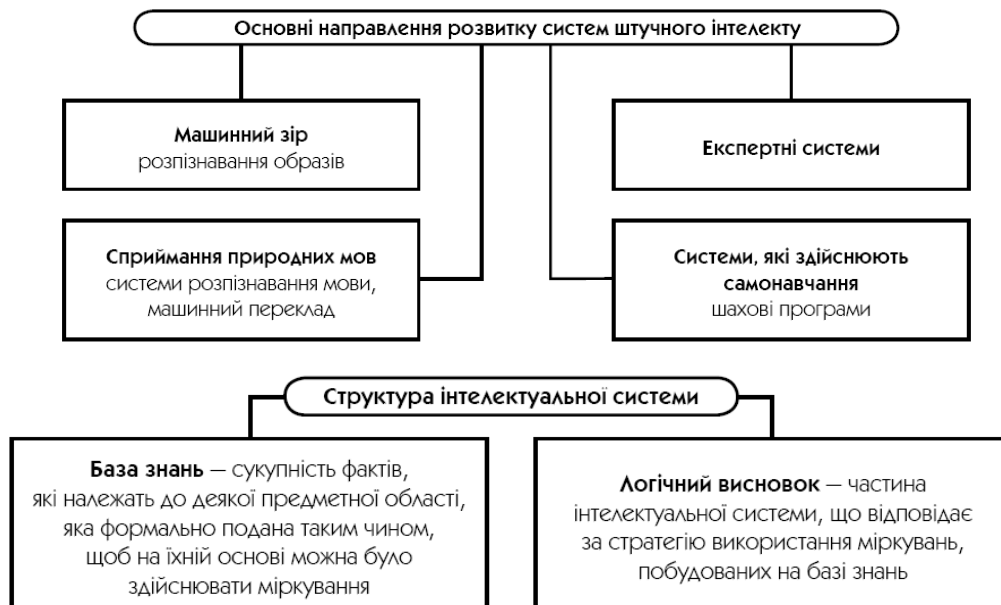 Основні направлення розвитку систем штучного інтелекту
Машинний зір
розпізнавання образів
Експертні системи
Сприймання природних мов
системи розпізнавання мови,
машинний переклад
Системи, які здійснюють
самонавчання
шахові програми
Структура інтелектуальної системи
База знань — сукупність фактів,
які належать до деякої предметної області,
яка формально подана таким чином,
щоб на їхній основі можна було
здійснювати міркування
Логічний висновок — частина
інтелектуальної системи, що відповідає
за стратегію використання міркувань,
побудованих на базі знань